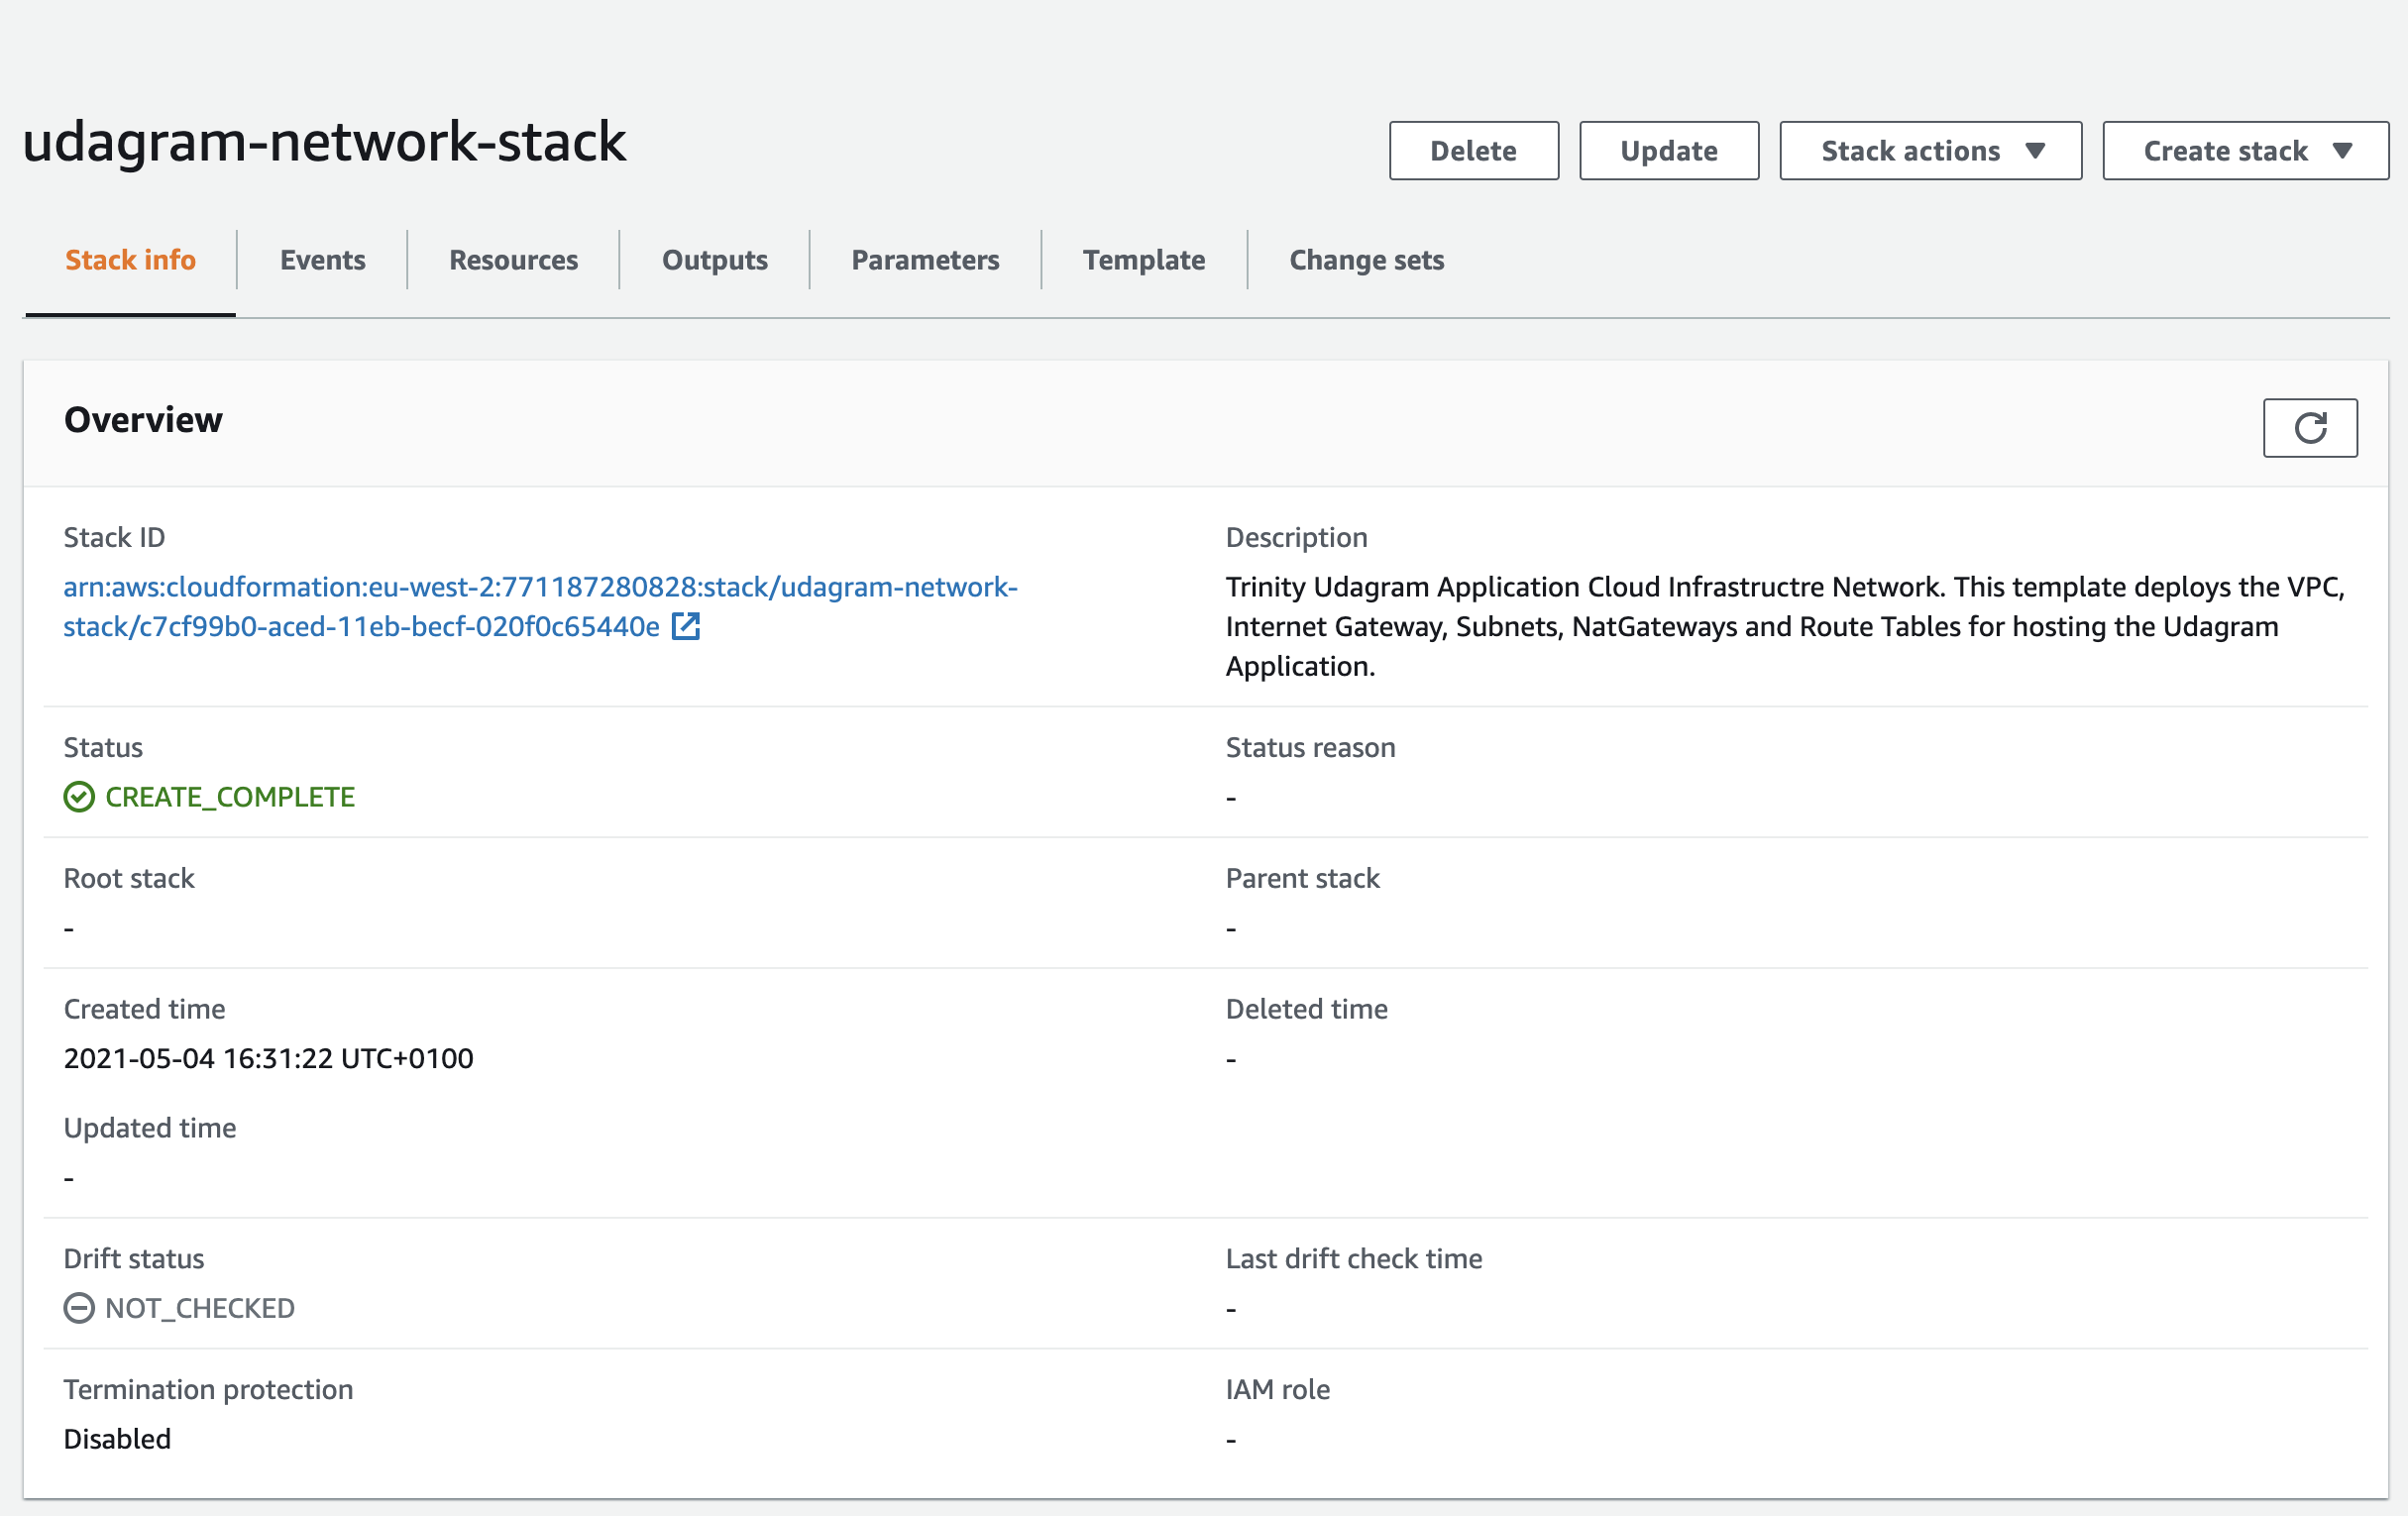 udagram-network-stack
Delete
Update
Stack actions
Create stack
Stack info
Events
Resources
Outputs
Parameters
Template
Change sets
Overview
Stack ID
arn:aws:cloudformation:eu-west-2:771187280828:stack/udagram-network-
stack/c7cf99b0-aced-11eb-becf-020f0c65440e
Description
Trinity Udagram Application Cloud Infrastructre Network. This template deploys the VPC,
Internet Gateway, Subnets, NatGateways and Route Tables for hosting the Udagram
Application.
Status
CREATE_COMPLETE
Status reason
-
Root stack
-
Parent stack
-
Created time
2021-05-04 16:31:22 UTC+0100
Deleted time
-
Updated time
-
Drift status
NOT_CHECKED
Last drift check time
-
Termination protection
Disabled
IAM role
-